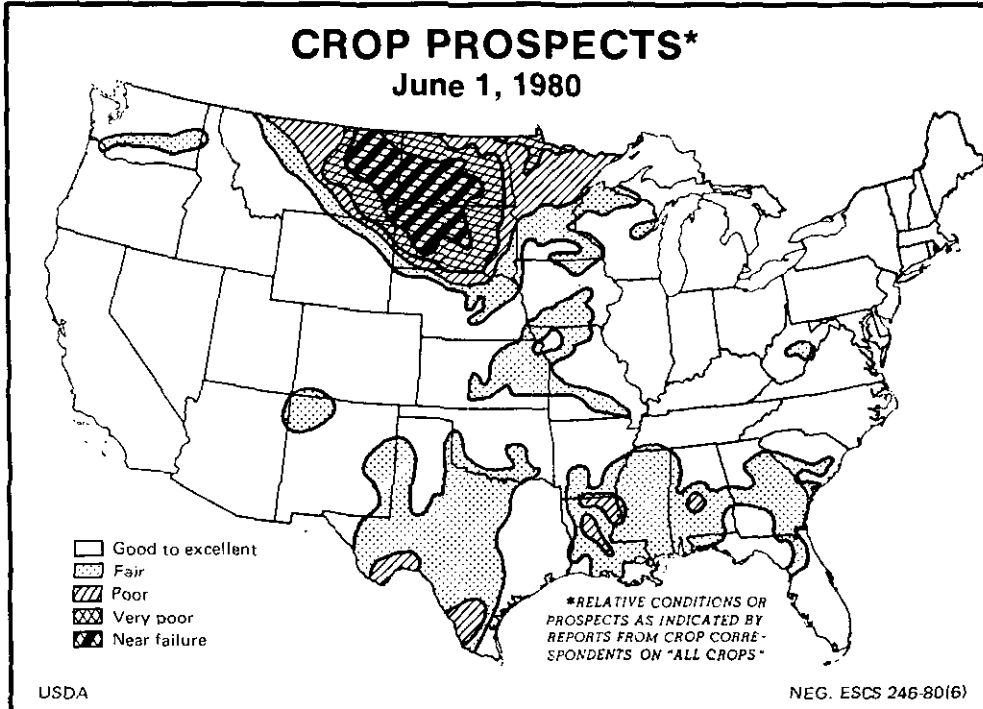 CROP PROSPECTS*
June 1, 1980
Good to excellent
Fair
Poor
Very poor
Near failure
*RELATIVE CONDITIONS OR
PROSPECTS AS INDICATED BY
REPORTS FROM CROP CORRE-
SPONDENTS ON "ALL CROPS"
USDA
NEG. ESCS 246-80(6)